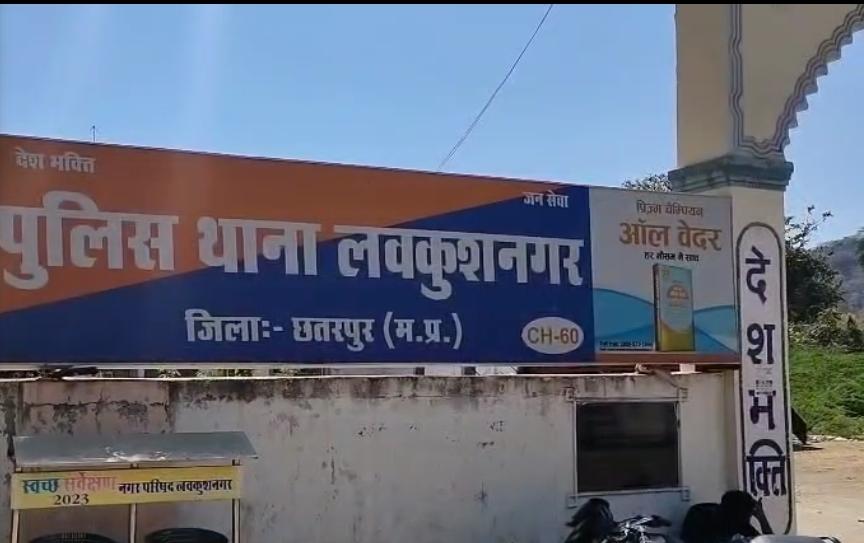 देश भक्ति
जन सेवा
पुलिस थाना लवकुशनगर
जिला:- छतरपुर (म.प्र.)
CH-60
प्रिज्म चैम्पियन
ऑल वेदर
हर मौसम में साथ
देश
भक्ति
स्वच्छ सर्वेक्षण
2023
नगर परिषद लवकुशनगर